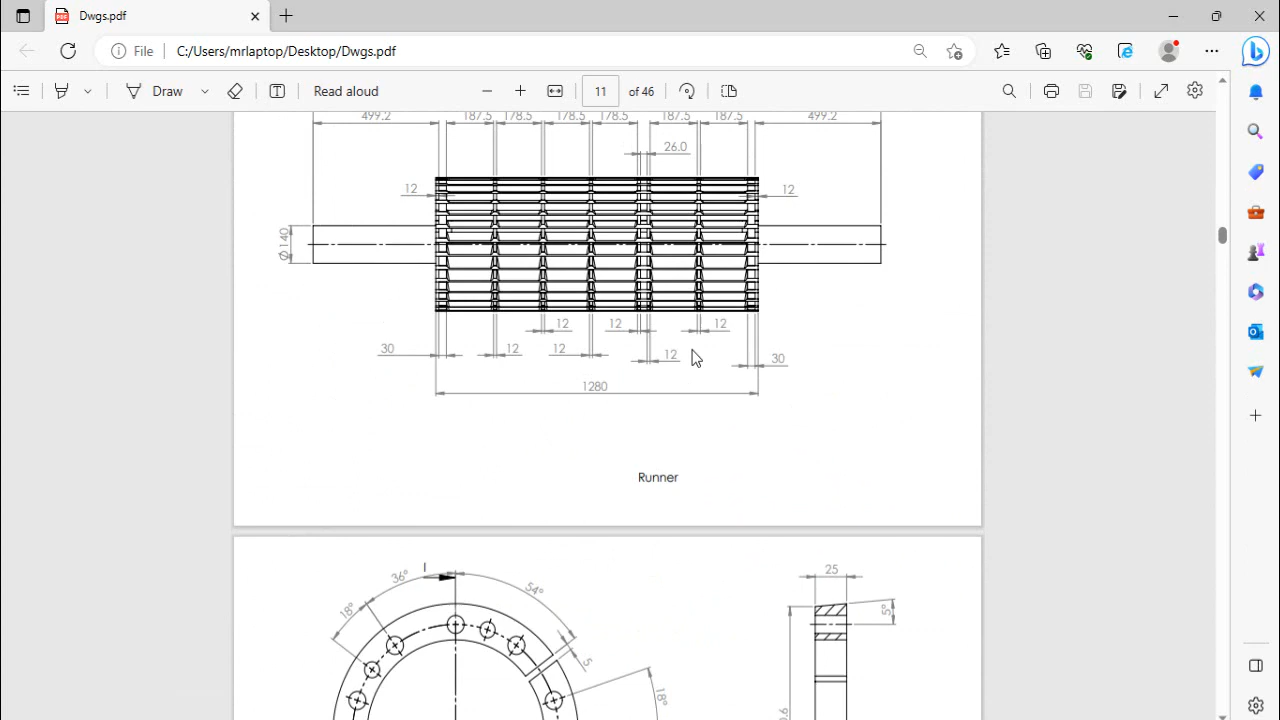 Dwgs.pdf
File C:/Users/mrlaptop/Desktop/Dwgs.pdf
Draw Read aloud 11 of 46
499.2 187.5 178.5 178.5 178.5 187.5 187.5 499.2
26.0
12 12
Ø140
12 12 12
30 12 12 12 30
1280
Runner
I 36° 54° 25
18° 5°
5
18°
0.6